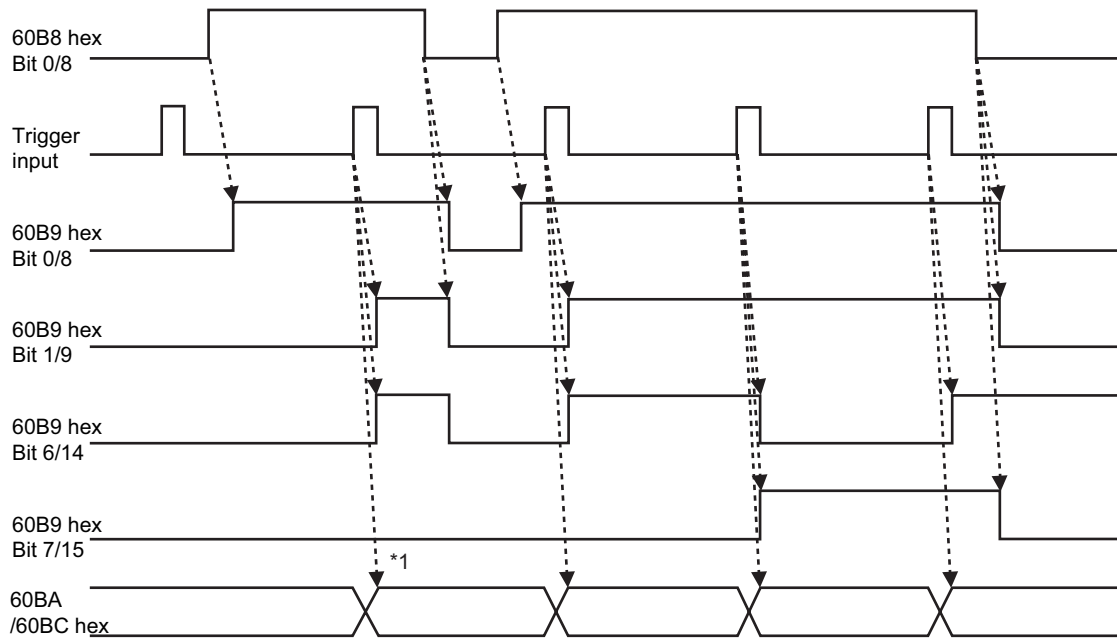 60B8 hex
Bit 0/8
Trigger
input
60B9 hex
Bit 0/8
60B9 hex
Bit 1/9
60B9 hex
Bit 6/14
60B9 hex
Bit 7/15
*1
60BA
/60BC hex